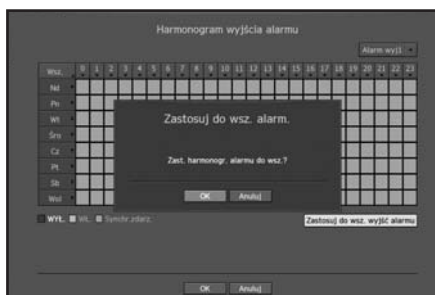 Harmonogram wyjścia alarmu
Alarm wyj1
Wsz. 0 1 2 3 4 5 6 7 8 9 10 11 12 13 14 15 16 17 18 19 20 21 22 23
Nd
Pn
Wt
Śro
Cz
Pt
Sb
Wol
Zastosuj do wsz. alarm.
Zast. harmonogr. alarmu do wsz.?
OK Anuluj
WYŁ. Wł. Synchr.zdarz.
Zastosuj do wsz. wyjść alarmu
OK Anuluj